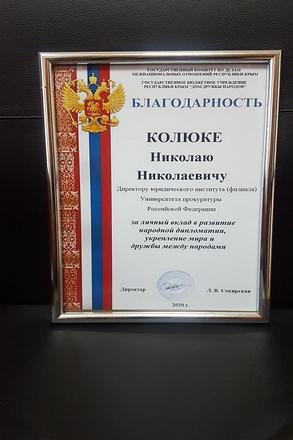 ГОСУДАРСТВЕННЫЙ КОМИТЕТ ПО ДЕЛАМ
МЕЖНАЦИОНАЛЬНЫХ ОТНОШЕНИЙ РЕСПУБЛИКИ КРЫМ
ГОСУДАРСТВЕННОЕ БЮДЖЕТНОЕ УЧРЕЖДЕНИЕ
РЕСПУБЛИКИ КРЫМ "ДОМ ДРУЖБЫ НАРОДОВ"
БЛАГОДАРНОСТЬ
КОЛЮКЕ
Николаю
Николаевичу
Директору юридического института (филиала)
Университета прокуратуры
Российской Федерации
за личный вклад в развитие
народной дипломатии,
укрепление мира и
дружбы между народами
Директор Л. В. Сокирская
2020 г.